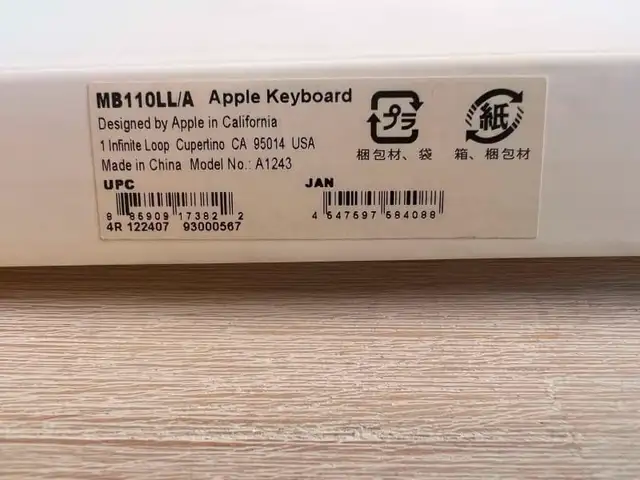 MB110LL/A Apple Keyboard
Designed by Apple in California
1 Infinite Loop Cupertino CA 95014 USA
Made in China Model No.: A1243
UPC
8 85909 17382 2
4R 122407 93000567
JAN
4 547597 584088
プラ
梱包材、袋
紙
箱、梱包材